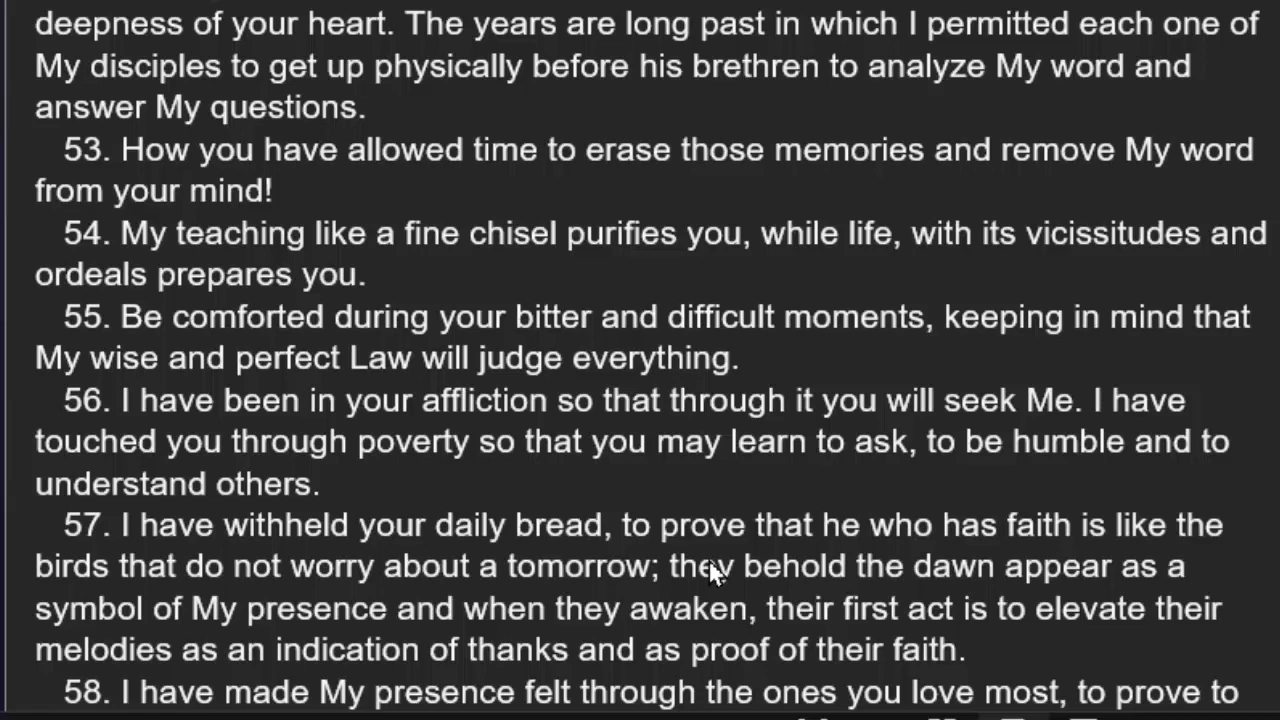 deepness of your heart. The years are long past in which I permitted each one of
My disciples to get up physically before his brethren to analyze My word and
answer My questions.
53. How you have allowed time to erase those memories and remove My word
from your mind!
54. My teaching like a fine chisel purifies you, while life, with its vicissitudes and
ordeals prepares you.
55. Be comforted during your bitter and difficult moments, keeping in mind that
My wise and perfect Law will judge everything.
56. I have been in your affliction so that through it you will seek Me. I have
touched you through poverty so that you may learn to ask, to be humble and to
understand others.
57. I have withheld your daily bread, to prove that he who has faith is like the
birds that do not worry about a tomorrow; they behold the dawn appear as a
symbol of My presence and when they awaken, their first act is to elevate their
melodies as an indication of thanks and as proof of their faith.
58. I have made My presence felt through the ones you love most, to prove to